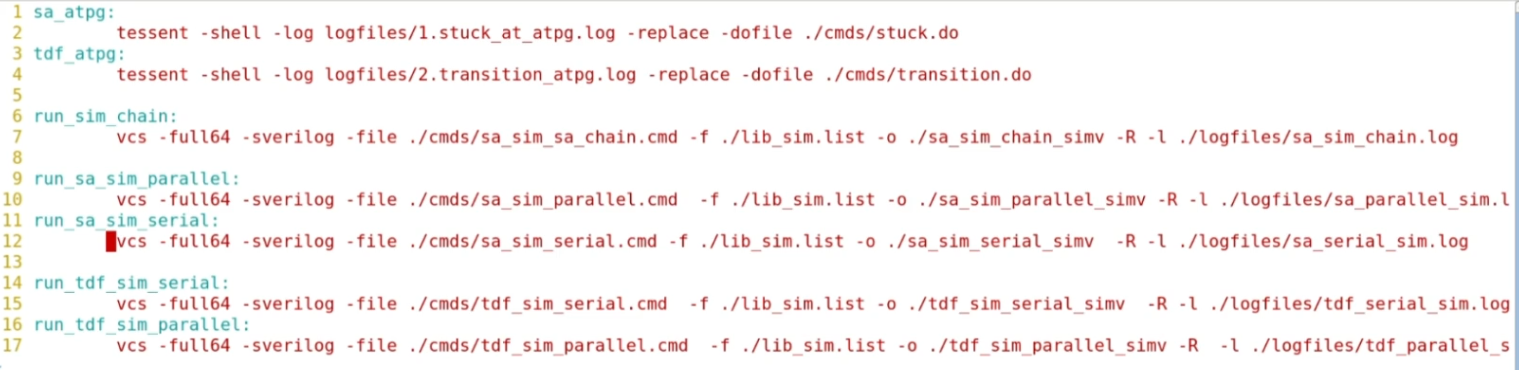 1 sa_atpg:
2 tessent -shell -log logfiles/1.stuck_at_atpg.log -replace -dofile ./cmds/stuck.do
3 tdf_atpg:
4 tessent -shell -log logfiles/2.transition_atpg.log -replace -dofile ./cmds/transition.do
5
6 run_sim_chain:
7 vcs -full64 -sverilog -file ./cmds/sa_sim_sa_chain.cmd -f ./lib_sim.list -o ./sa_sim_chain_simv -R -l ./logfiles/sa_sim_chain.log
8
9 run_sa_sim_parallel:
10 vcs -full64 -sverilog -file ./cmds/sa_sim_parallel.cmd  -f ./lib_sim.list -o ./sa_sim_parallel_simv -R -l ./logfiles/sa_parallel_sim.l
11 run_sa_sim_serial:
12 vcs -full64 -sverilog -file ./cmds/sa_sim_serial.cmd -f ./lib_sim.list -o ./sa_sim_serial_simv  -R -l ./logfiles/sa_serial_sim.log
13
14 run_tdf_sim_serial:
15 vcs -full64 -sverilog -file ./cmds/tdf_sim_serial.cmd  -f ./lib_sim.list -o ./tdf_sim_serial_simv  -R -l ./logfiles/tdf_serial_sim.log
16 run_tdf_sim_parallel:
17 vcs -full64 -sverilog -file ./cmds/tdf_sim_parallel.cmd  -f ./lib_sim.list -o ./tdf_sim_parallel_simv -R  -l ./logfiles/tdf_parallel_s